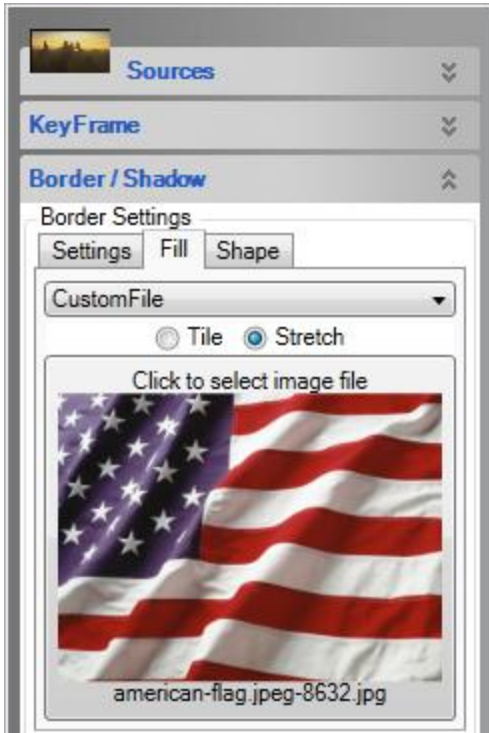 Sources
KeyFrame
Border / Shadow
Border Settings
Settings Fill Shape
CustomFile
Tile Stretch
Click to select image file
american-flag.jpeg-8632.jpg